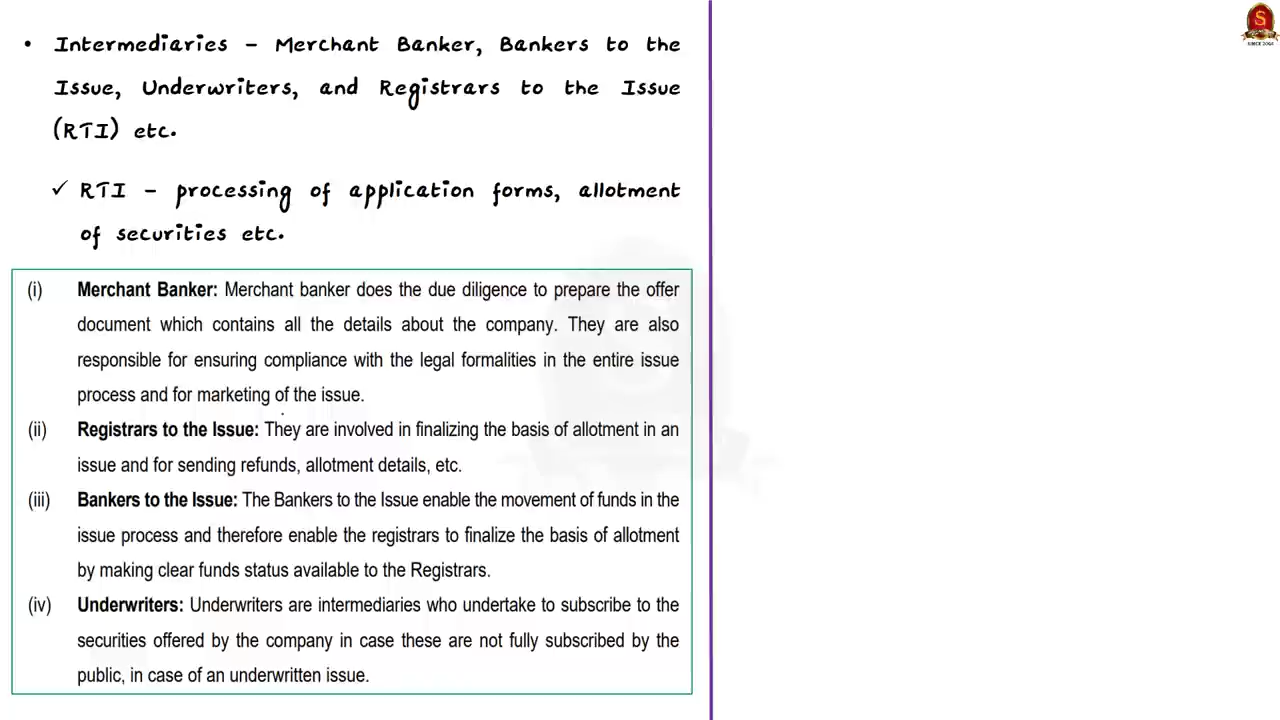 • Intermediaries – Merchant Banker, Bankers to the
Issue, Underwriters, and Registrars to the Issue
(RTI) etc.
✓ RTI – processing of application forms, allotment
of securities etc.
(i) Merchant Banker: Merchant banker does the due diligence to prepare the offer
document which contains all the details about the company. They are also
responsible for ensuring compliance with the legal formalities in the entire issue
process and for marketing of the issue.
(ii) Registrars to the Issue: They are involved in finalizing the basis of allotment in an
issue and for sending refunds, allotment details, etc.
(iii) Bankers to the Issue: The Bankers to the Issue enable the movement of funds in the
issue process and therefore enable the registrars to finalize the basis of allotment
by making clear funds status available to the Registrars.
(iv) Underwriters: Underwriters are intermediaries who undertake to subscribe to the
securities offered by the company in case these are not fully subscribed by the
public, in case of an underwritten issue.
S
SINCE 2004